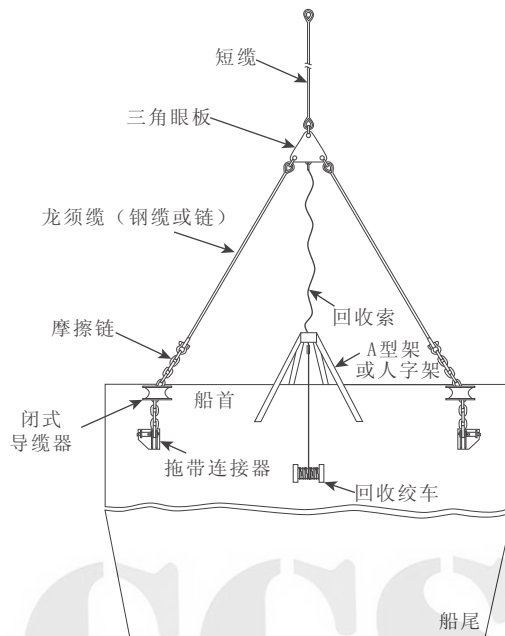 短缆
三角眼板
龙须缆（钢缆或链）
回收索
摩擦链
A型架
或人字架
船首
闭式
导缆器
拖带连接器
回收绞车
船尾
CCS